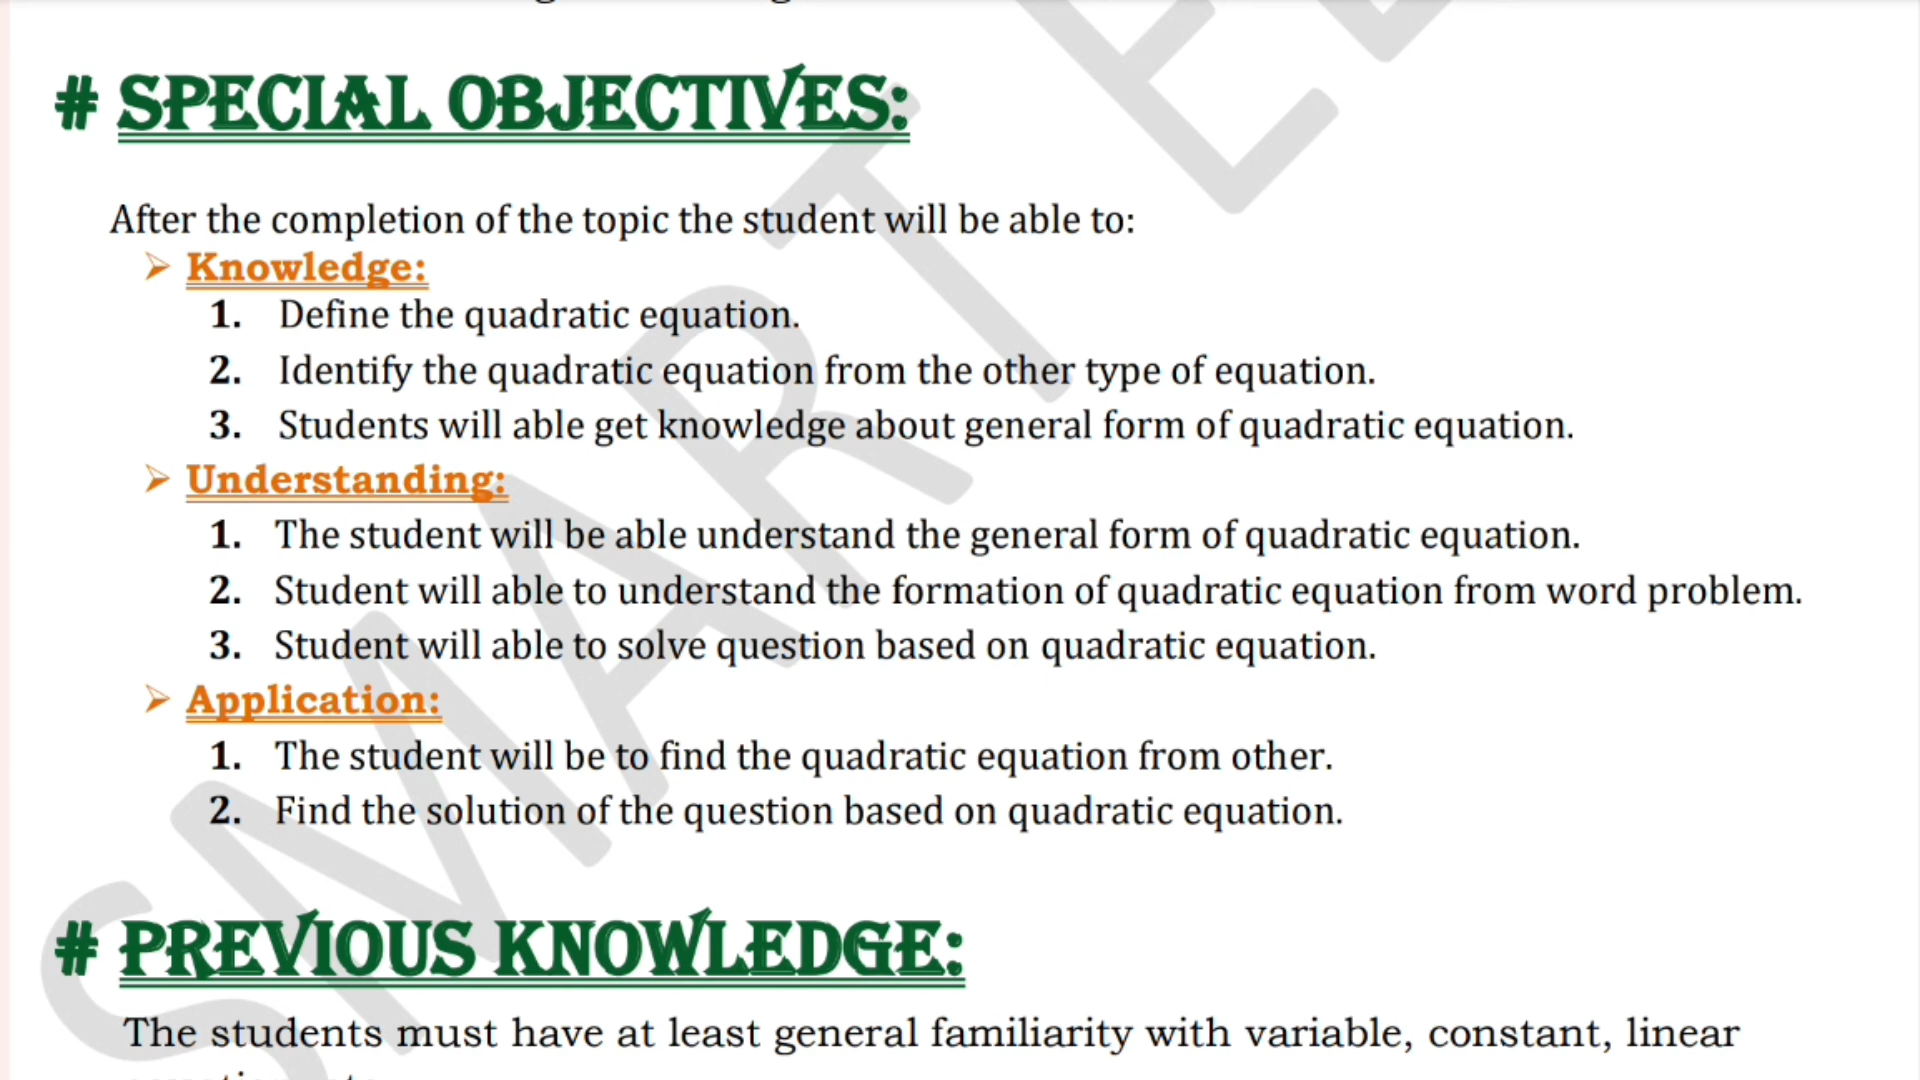 # SPECIAL OBJECTIVES:
After the completion of the topic the student will be able to:
➢ Knowledge:
1. Define the quadratic equation.
2. Identify the quadratic equation from the other type of equation.
3. Students will able get knowledge about general form of quadratic equation.
➢ Understanding:
1. The student will be able understand the general form of quadratic equation.
2. Student will able to understand the formation of quadratic equation from word problem.
3. Student will able to solve question based on quadratic equation.
➢ Application:
1. The student will be to find the quadratic equation from other.
2. Find the solution of the question based on quadratic equation.
# PREVIOUS KNOWLEDGE:
The students must have at least general familiarity with variable, constant, linear
SMART